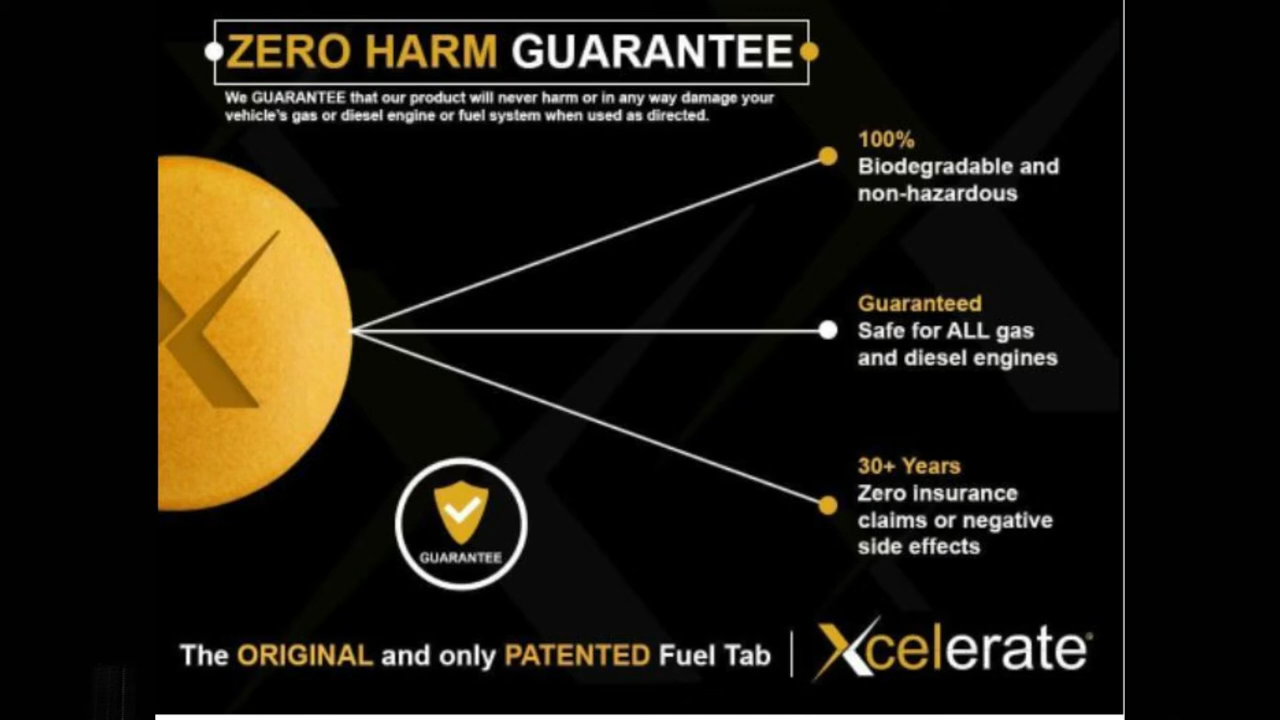 ZERO HARM GUARANTEE
We GUARANTEE that our product will never harm or in any way damage your
vehicle's gas or diesel engine or fuel system when used as directed.
100%
Biodegradable and
non-hazardous
Guaranteed
Safe for ALL gas
and diesel engines
30+ Years
Zero insurance
claims or negative
side effects
GUARANTEE
The ORIGINAL and only PATENTED Fuel Tab
Xcelerate